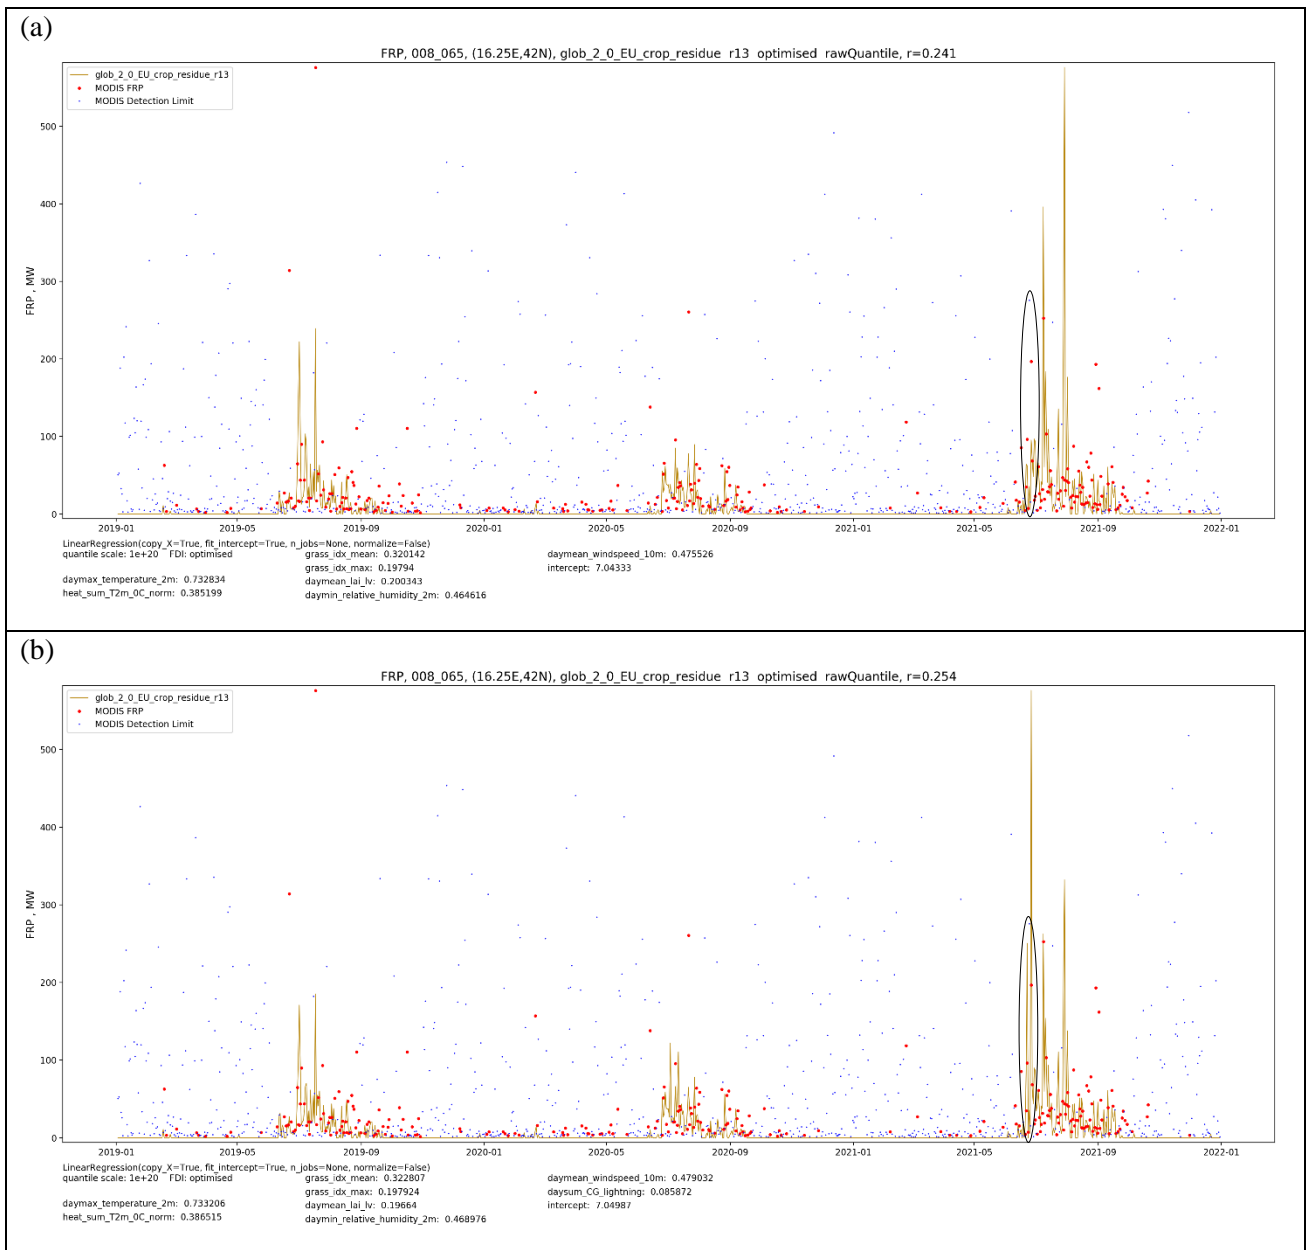 (a)
FRP, 008_065, (16.25E,42N), glob_2_0_EU_crop_residue r13 optimised rawQuantile, r=0.241
glob_2_0_EU_crop_residue_r13
MODIS FRP
MODIS Detection Limit
FRP , MW
500
400
300
200
100
0
2019-01 2019-05 2019-09 2020-01 2020-05 2020-09 2021-01 2021-05 2021-09 2022-01
LinearRegression(copy_X=True, fit_intercept=True, n_jobs=None, normalize=False)
quantile scale: 1e+20 FDI: optimised grass_idx_mean: 0.320142 daymean_windspeed_10m: 0.475526
grass_idx_max: 0.19794 intercept: 7.04333
daymax_temperature_2m: 0.732834 daymean_lai_lv: 0.200343
heat_sum_T2m_0C_norm: 0.385199 daymin_relative_humidity_2m: 0.464616
(b)
FRP, 008_065, (16.25E,42N), glob_2_0_EU_crop_residue r13 optimised rawQuantile, r=0.254
glob_2_0_EU_crop_residue_r13
MODIS FRP
MODIS Detection Limit
FRP , MW
500
400
300
200
100
0
2019-01 2019-05 2019-09 2020-01 2020-05 2020-09 2021-01 2021-05 2021-09 2022-01
LinearRegression(copy_X=True, fit_intercept=True, n_jobs=None, normalize=False)
quantile scale: 1e+20 FDI: optimised grass_idx_mean: 0.322807 daymean_windspeed_10m: 0.479032
grass_idx_max: 0.197924 daysum_CG_lightning: 0.085872
daymax_temperature_2m: 0.733206 daymean_lai_lv: 0.19664 intercept: 7.04987
heat_sum_T2m_0C_norm: 0.386515 daymin_relative_humidity_2m: 0.468976